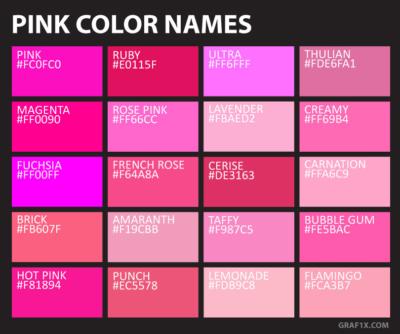 PINK COLOR NAMES
PINK
#FC0FC0
RUBY
#E0115F
ULTRA
#FF6FFF
THULIAN
#FDE6FA1
MAGENTA
#FF0090
ROSE PINK
#FF66CC
LAVENDER
#FBAED2
CREAMY
#FF69B4
FUCHSIA
#FF00FF
FRENCH ROSE
#F64A8A
CERISE
#DE3163
CARNATION
#FFA6C9
BRICK
#FB607F
AMARANTH
#F19CBB
TAFFY
#F987C5
BUBBLE GUM
#FE5BAC
HOT PINK
#F81894
PUNCH
#EC5578
LEMONADE
#FDB9C8
FLAMINGO
#FCA3B7
GRAF1X.COM